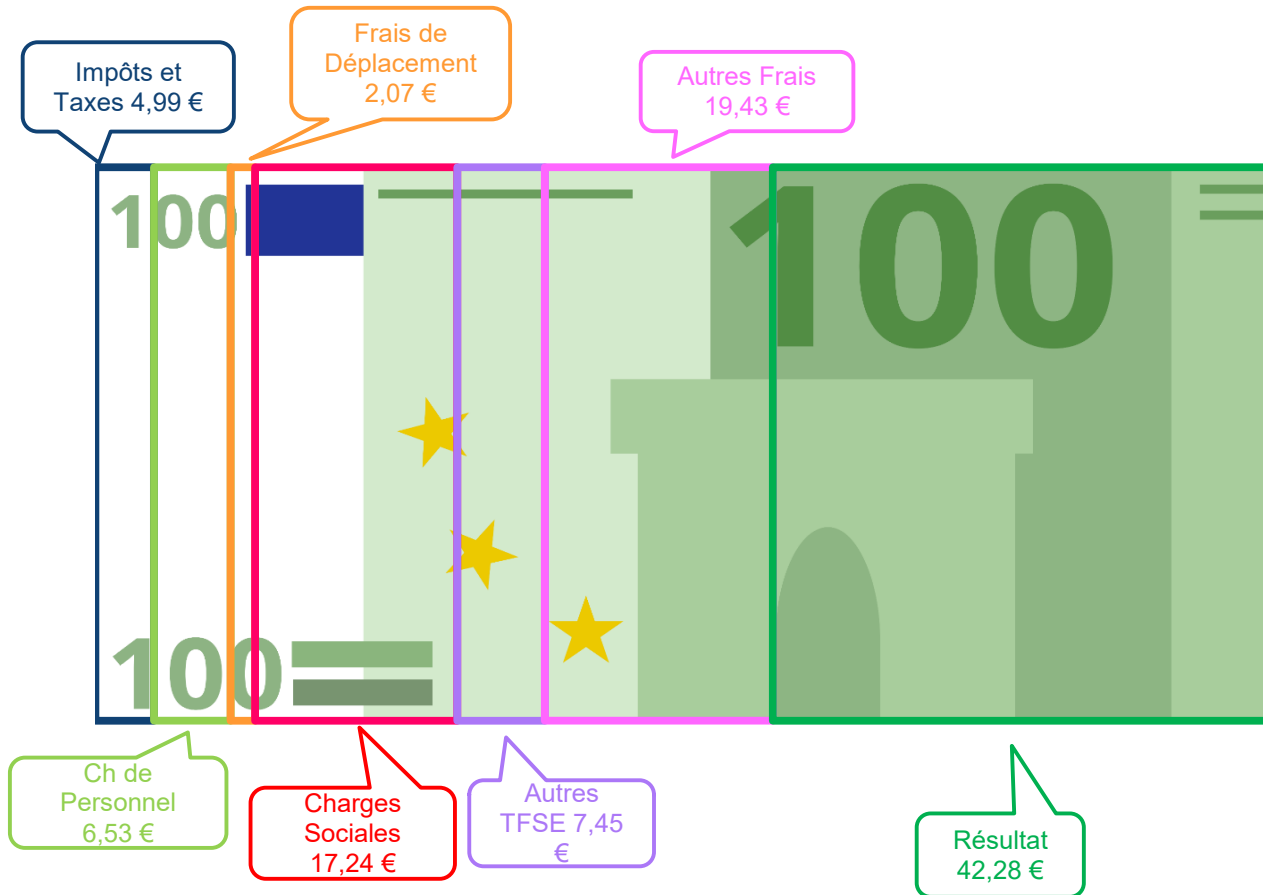 Impôts et
Taxes 4,99 €
Frais de
Déplacement
2,07 €
Autres Frais
19,43 €
100
100
100
Ch de
Personnel
6,53 €
Charges
Sociales
17,24 €
Autres
TFSE 7,45
€
Résultat
42,28 €